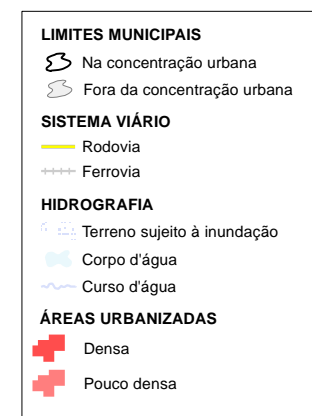 LIMITES MUNICIPAIS
Na concentração urbana
Fora da concentração urbana
SISTEMA VIÁRIO
Rodovia
Ferrovia
HIDROGRAFIA
Terreno sujeito à inundação
Corpo d'água
Curso d'água
ÁREAS URBANIZADAS
Densa
Pouco densa